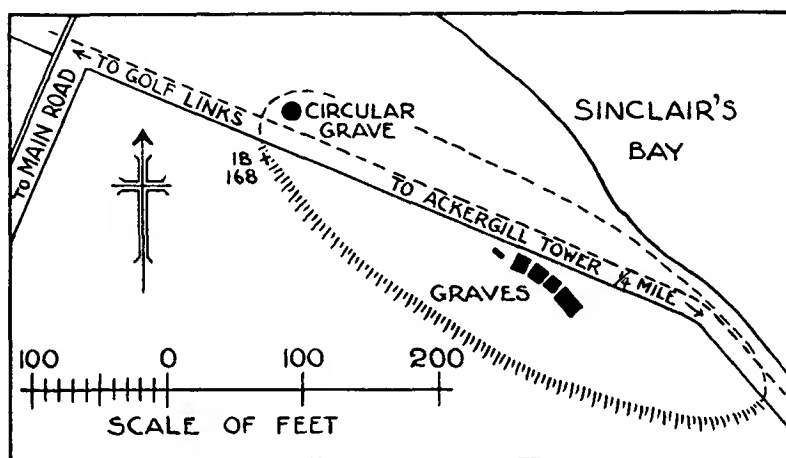 TO MAIN ROAD
← TO GOLF LINKS
CIRCULAR
GRAVE
SINCLAIR'S
BAY
1B
168
TO ACKERGILL TOWER ¼ MILE →
GRAVES
100 0 100 200
SCALE OF FEET